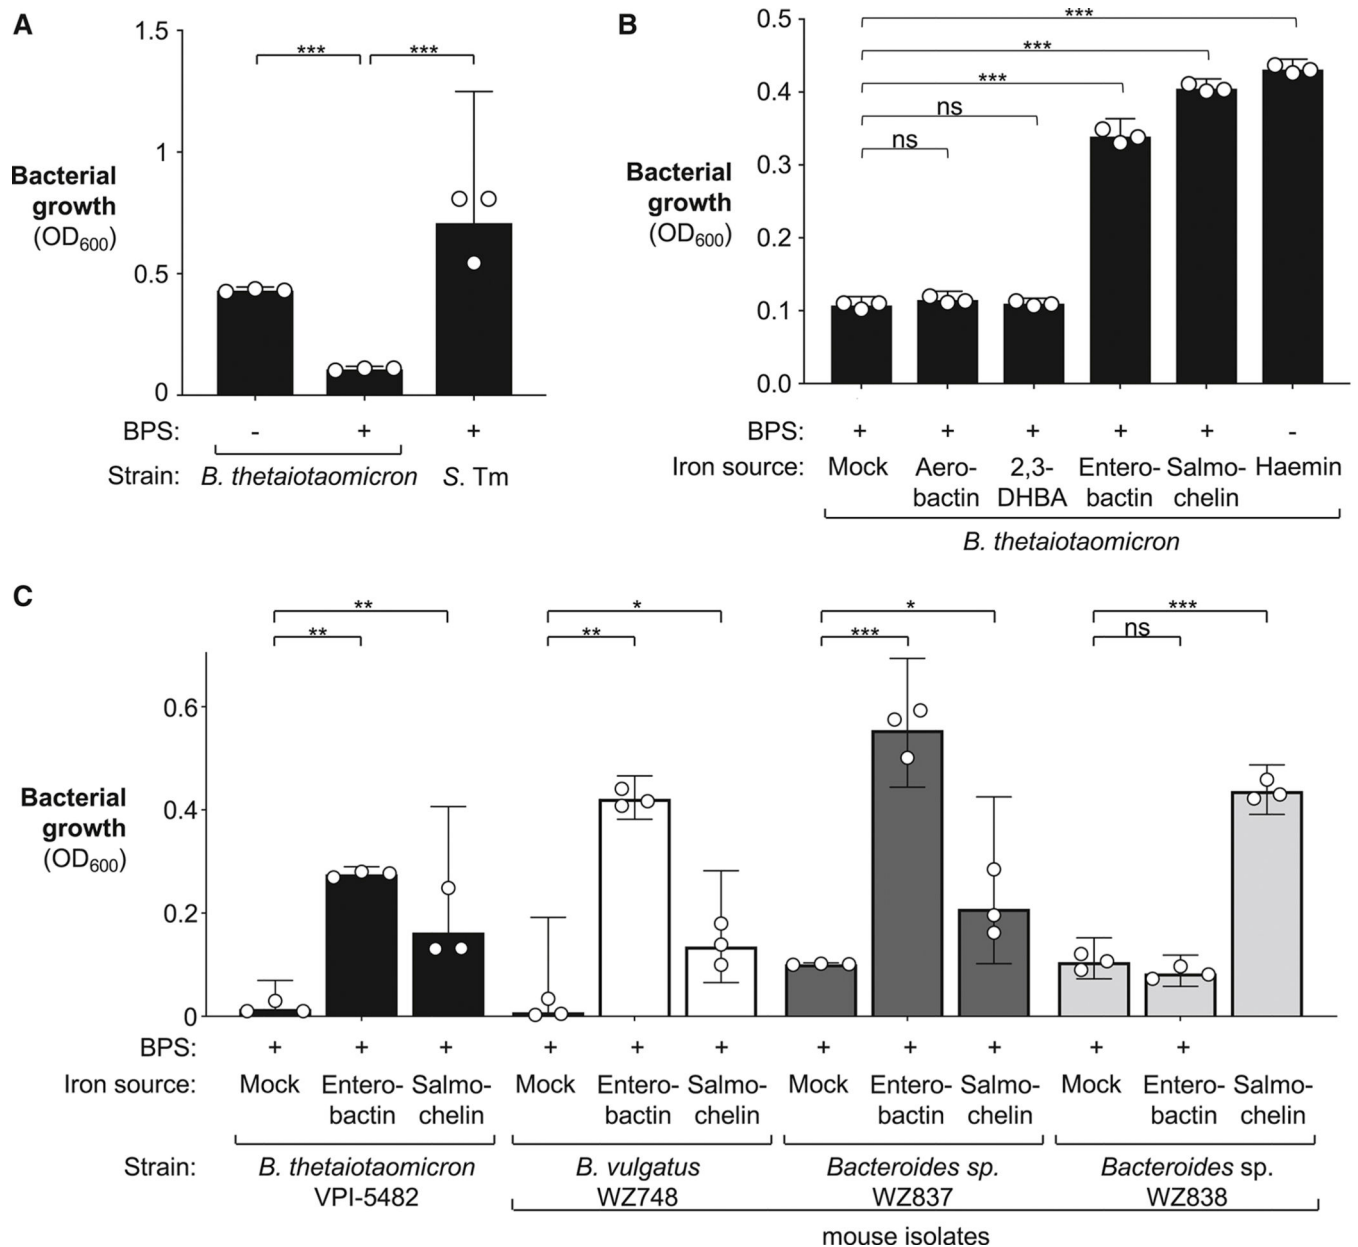 A
B
1.5
1
0.5
0
Bacterial
growth
(OD600)
***
***
BPS: - + +
Strain: B. thetaiotaomicron S. Tm
0.5
0.4
0.3
0.2
0.1
0.0
Bacterial
growth
(OD600)
***
***
***
ns
ns
BPS: + + + + + -
Iron source: Mock Aero- 2,3- Entero- Salmo- Haemin
bactin DHBA bactin chelin
B. thetaiotaomicron
C
** * * ***
** ** *** ns
0.6
0.4
0.2
0
Bacterial
growth
(OD600)
BPS: + + + + + + + + + + +
Iron source: Mock Entero- Salmo- Mock Entero- Salmo- Mock Entero- Salmo- Mock Entero- Salmo-
bactin chelin bactin chelin bactin chelin bactin chelin
Strain: B. thetaiotaomicron B. vulgatus Bacteroides sp. Bacteroides sp.
VPI-5482 WZ748 WZ837 WZ838
mouse isolates